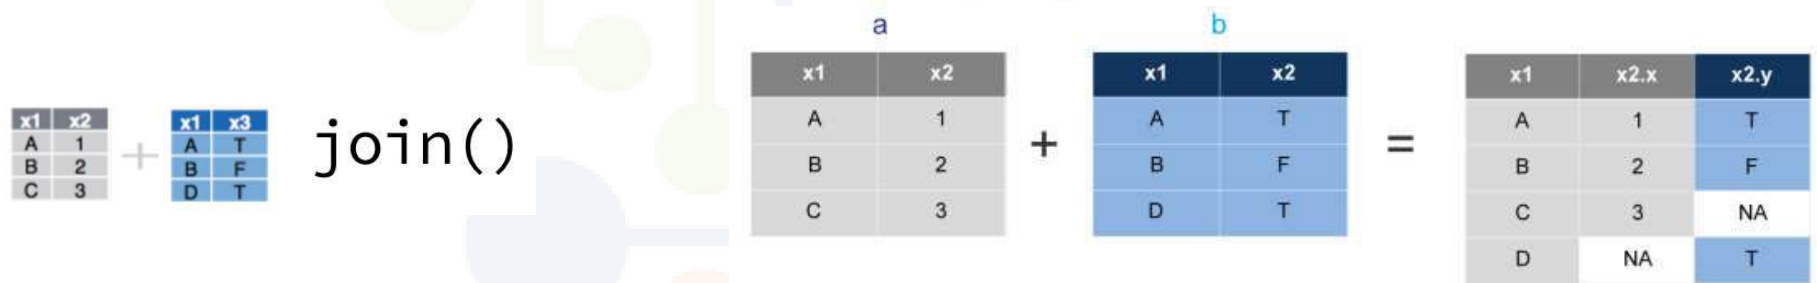 x1 x2
A 1
B 2
C 3
+
x1 x3
A T
B F
D T
join()
a
x1 x2
A 1
B 2
C 3
+
b
x1 x2
A T
B F
D T
=
x1 x2.x x2.y
A 1 T
B 2 F
C 3 NA
D NA T